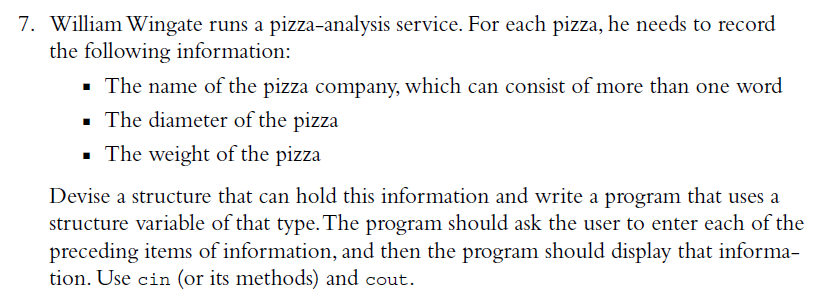 7. William Wingate runs a pizza-analysis service. For each pizza, he needs to record
the following information:
▪ The name of the pizza company, which can consist of more than one word
▪ The diameter of the pizza
▪ The weight of the pizza
Devise a structure that can hold this information and write a program that uses a
structure variable of that type. The program should ask the user to enter each of the
preceding items of information, and then the program should display that informa-
tion. Use cin (or its methods) and cout.